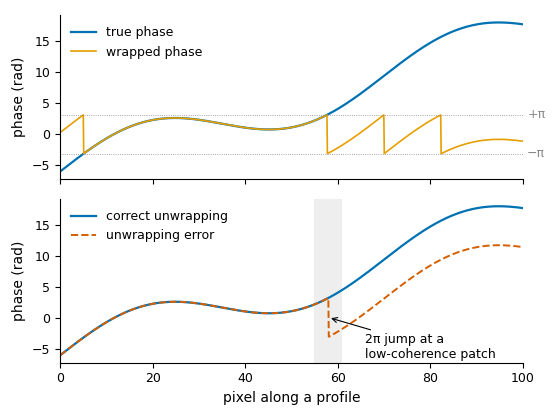 phase (rad)
15
10
5
0
−5
true phase
wrapped phase
+π
−π
phase (rad)
15
10
5
0
−5
correct unwrapping
unwrapping error
2π jump at a
low-coherence patch
0
20
40
60
80
100
pixel along a profile